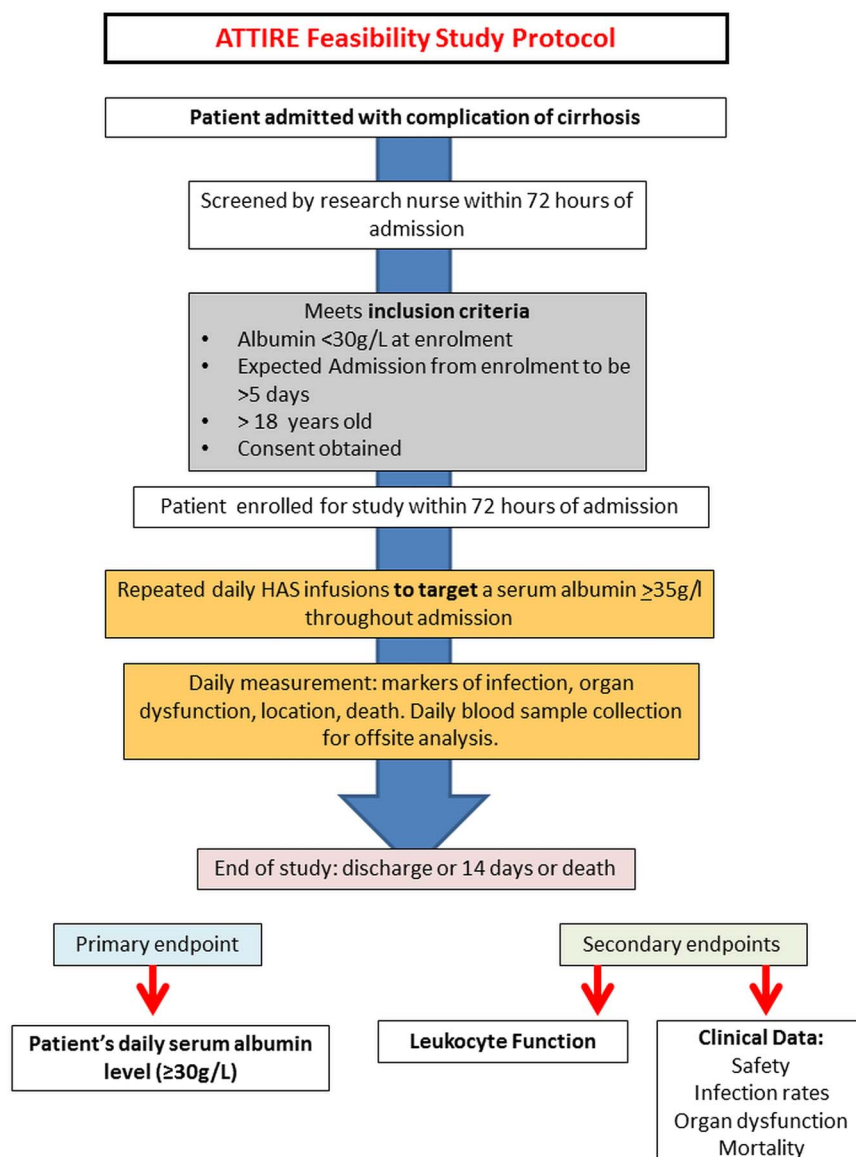 ATTIRE Feasibility Study Protocol
Patient admitted with complication of cirrhosis
Screened by research nurse within 72 hours of
admission
Meets inclusion criteria
• Albumin <30g/L at enrolment
• Expected Admission from enrolment to be
>5 days
• > 18 years old
• Consent obtained
Patient enrolled for study within 72 hours of admission
Repeated daily HAS infusions to target a serum albumin ≥35g/l
throughout admission
Daily measurement: markers of infection, organ
dysfunction, location, death. Daily blood sample collection
for offsite analysis.
End of study: discharge or 14 days or death
Primary endpoint
Patient’s daily serum albumin
level (≥30g/L)
Secondary endpoints
Leukocyte Function
Clinical Data:
Safety
Infection rates
Organ dysfunction
Mortality